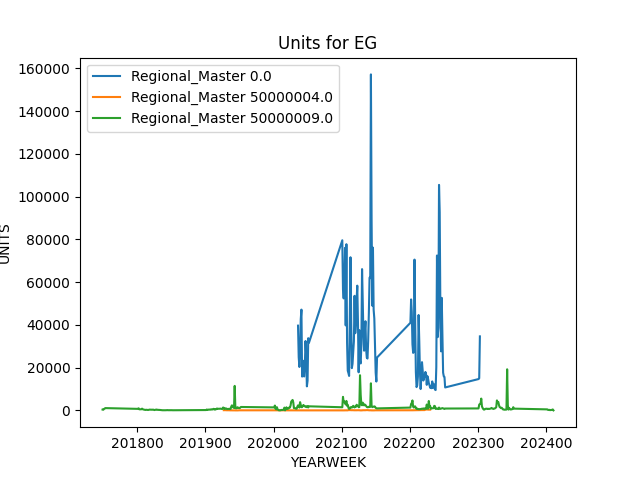 Units for EG
Regional_Master 0.0
Regional_Master 50000004.0
Regional_Master 50000009.0
160000
140000
120000
100000
80000
60000
40000
20000
0
UNITS
201800 201900 202000 202100 202200 202300 202400
YEARWEEK